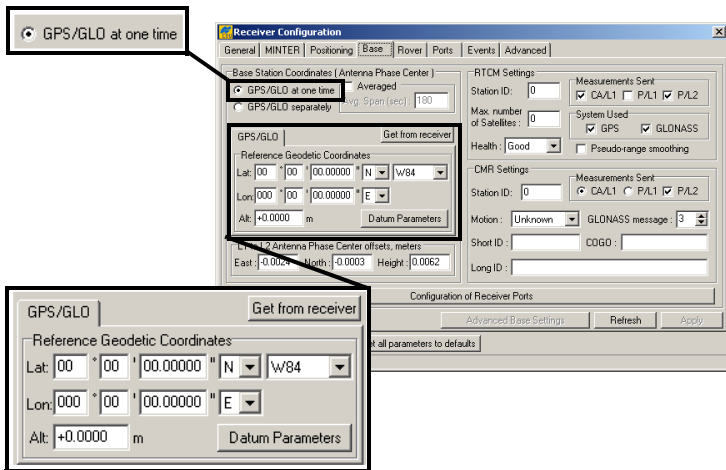 GPS/GLO at one time
Receiver Configuration
General MINTER Positioning Base Rover Ports Events Advanced
Base Station Coordinates ( Antenna Phase Center )
GPS/GLO at one time
Averaged
GPS/GLO separately
Avg. Span (sec) : 180
GPS/GLO
Get from receiver
Reference Geodetic Coordinates
Lat: 00 ° 00 ' 00.00000 " N W84
Lon: 000 ° 00 ' 00.00000 " E
Alt: +0.0000 m
Datum Parameters
L2 Antenna Phase Center offsets, meters
East : -0.0024 North : -0.0003 Height : 0.0062
RTCM Settings
Station ID: 0
Measurements Sent
CA/L1 P/L1 P/L2
Max. number
of Satellites : 0
System Used
GPS GLONASS
Health : Good
Pseudo-range smoothing
CMR Settings
Station ID: 0
Measurements Sent
CA/L1 P/L1 P/L2
Motion : Unknown
GLONASS message : 3
Short ID :
COGO :
Long ID :
Configuration of Receiver Ports
Advanced Base Settings
Refresh
Apply
all parameters to defaults
GPS/GLO
Get from receiver
Reference Geodetic Coordinates
Lat: 00 ° 00 ' 00.00000 " N W84
Lon: 000 ° 00 ' 00.00000 " E
Alt: +0.0000 m
Datum Parameters